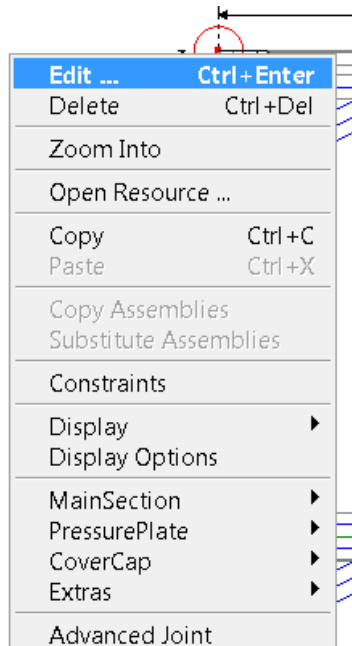 Edit ... Ctrl+Enter
Delete Ctrl+Del
Zoom Into
Open Resource ...
Copy Ctrl+C
Paste Ctrl+X
Copy Assemblies
Substitute Assemblies
Constraints
Display
Display Options
MainSection
PressurePlate
CoverCap
Extras
Advanced Joint